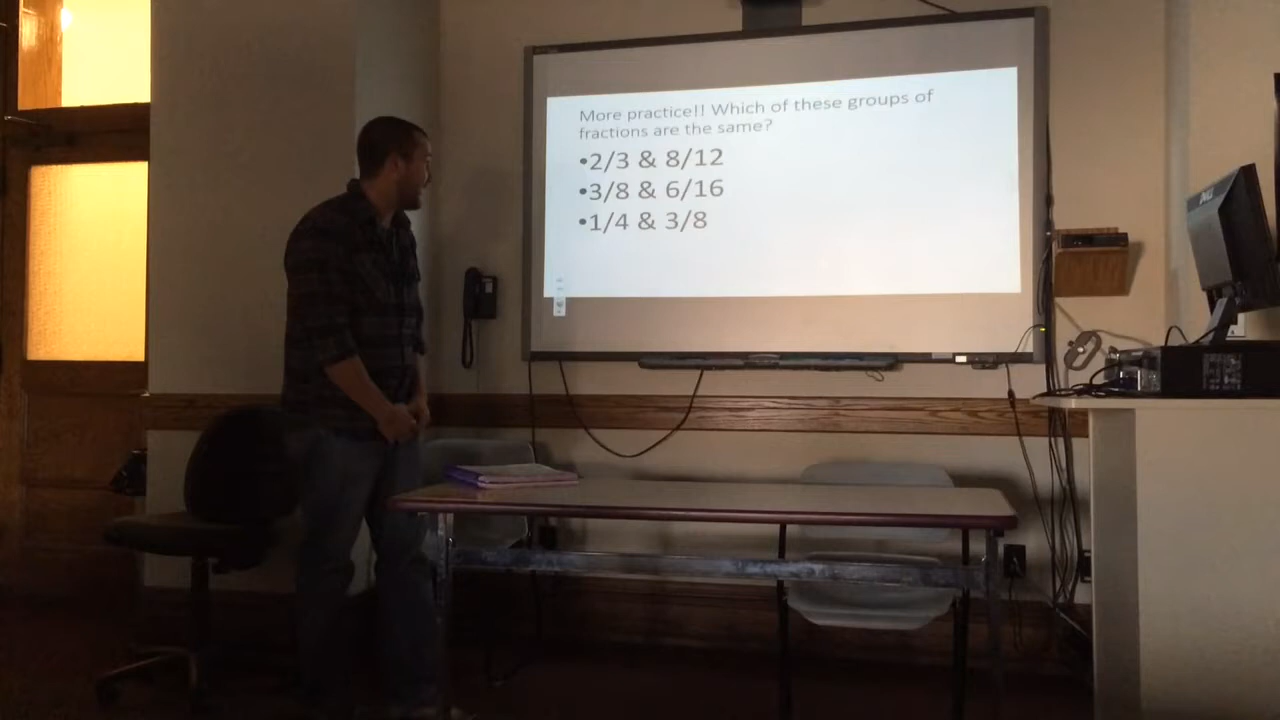 More practice!! Which of these groups of
fractions are the same?
•2/3 & 8/12
•3/8 & 6/16
•1/4 & 3/8
DELL